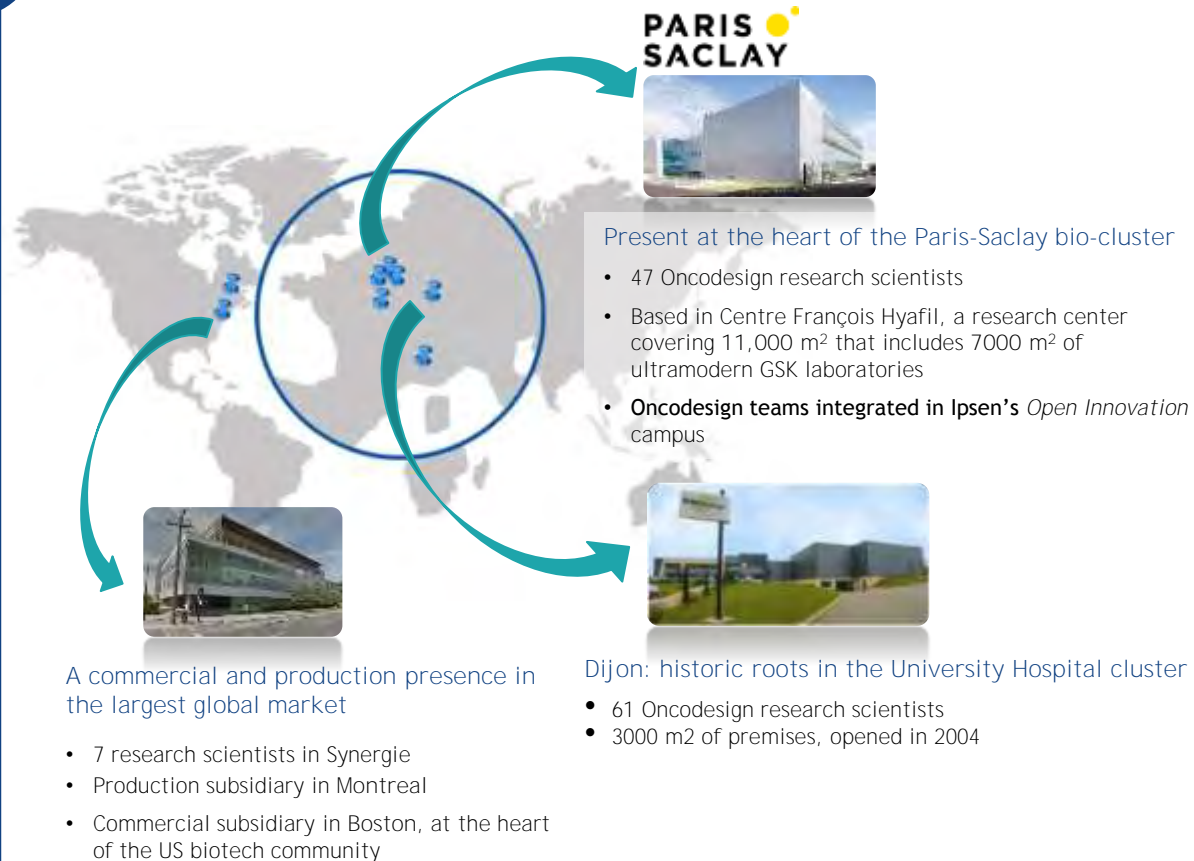 PARIS
SACLAY
Present at the heart of the Paris-Saclay bio-cluster
• 47 Oncodesign research scientists
• Based in Centre François Hyafil, a research center
covering 11,000 m² that includes 7000 m² of
ultramodern GSK laboratories
• Oncodesign teams integrated in Ipsen's Open Innovation
campus
A commercial and production presence in
the largest global market
• 7 research scientists in Synergie
• Production subsidiary in Montreal
• Commercial subsidiary in Boston, at the heart
of the US biotech community
Dijon: historic roots in the University Hospital cluster
• 61 Oncodesign research scientists
• 3000 m2 of premises, opened in 2004